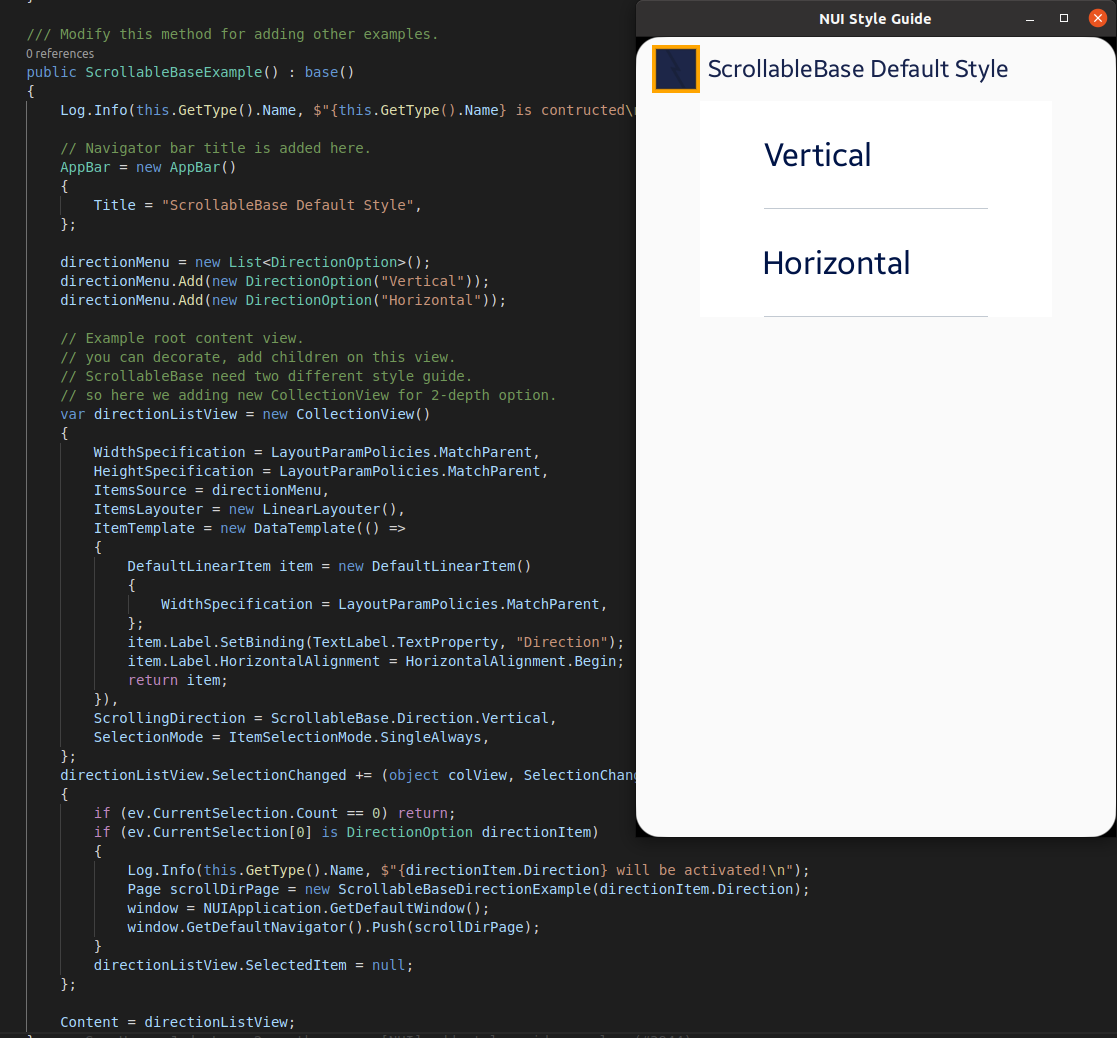 }
/// Modify this method for adding other examples.
0 references
public ScrollableBaseExample() : base()
{
Log.Info(this.GetType().Name, $"{this.GetType().Name} is contructed\
// Navigator bar title is added here.
AppBar = new AppBar()
{
Title = "ScrollableBase Default Style",
};
directionMenu = new List<DirectionOption>();
directionMenu.Add(new DirectionOption("Vertical"));
directionMenu.Add(new DirectionOption("Horizontal"));
// Example root content view.
// you can decorate, add children on this view.
// ScrollableBase need two different style guide.
// so here we adding new CollectionView for 2-depth option.
var directionListView = new CollectionView()
{
WidthSpecification = LayoutParamPolicies.MatchParent,
HeightSpecification = LayoutParamPolicies.MatchParent,
ItemsSource = directionMenu,
ItemsLayouter = new LinearLayouter(),
ItemTemplate = new DataTemplate(() =>
{
DefaultLinearItem item = new DefaultLinearItem()
{
WidthSpecification = LayoutParamPolicies.MatchParent,
};
item.Label.SetBinding(TextLabel.TextProperty, "Direction");
item.Label.HorizontalAlignment = HorizontalAlignment.Begin;
return item;
}),
ScrollingDirection = ScrollableBase.Direction.Vertical,
SelectionMode = ItemSelectionMode.SingleAlways,
};
directionListView.SelectionChanged += (object colView, SelectionChang
{
if (ev.CurrentSelection.Count == 0) return;
if (ev.CurrentSelection[0] is DirectionOption directionItem)
{
Log.Info(this.GetType().Name, $"{directionItem.Direction} will be activated!\n");
Page scrollDirPage = new ScrollableBaseDirectionExample(directionItem.Direction);
window = NUIApplication.GetDefaultWindow();
window.GetDefaultNavigator().Push(scrollDirPage);
}
directionListView.SelectedItem = null;
};
Content = directionListView;
NUI Style Guide
ScrollableBase Default Style
Vertical
Horizontal